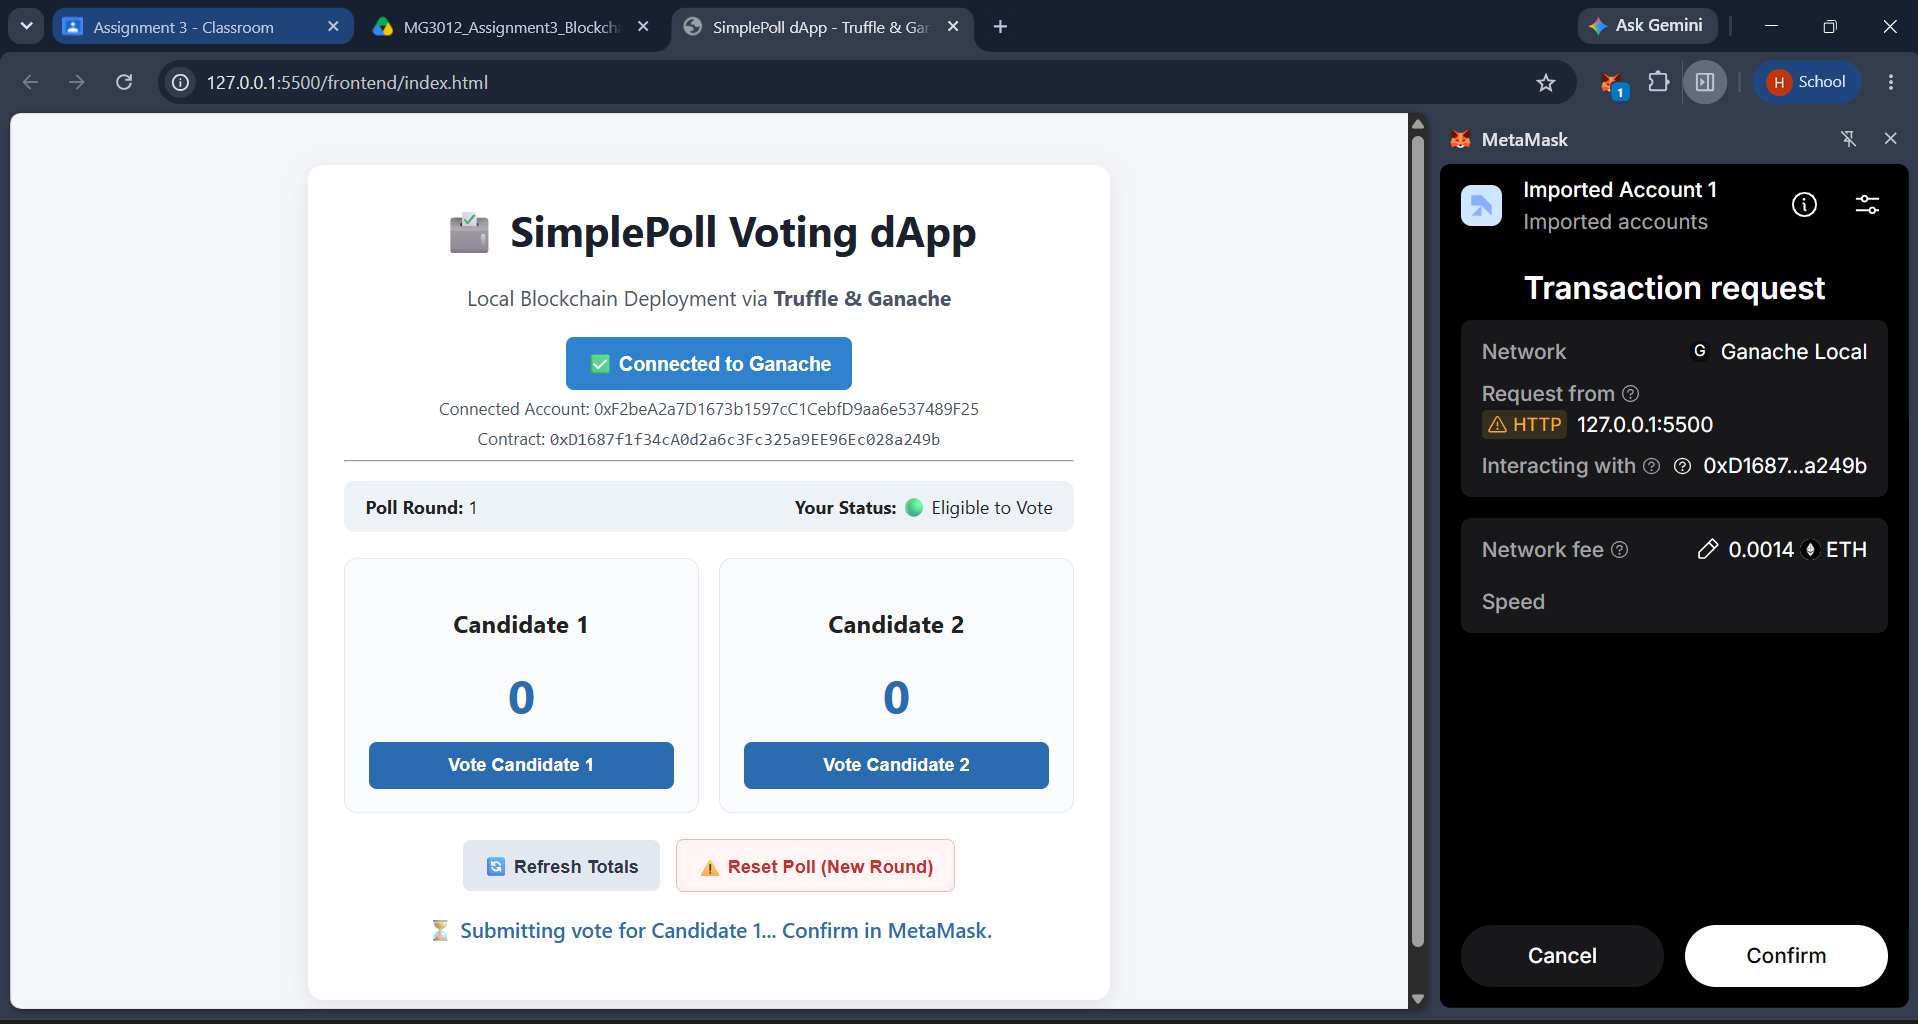 Assignment 3 - Classroom
MG3012_Assignment3_Blockch
SimplePoll dApp - Truffle & Gar
Ask Gemini
127.0.0.1:5500/frontend/index.html
1
H School
SimplePoll Voting dApp
Local Blockchain Deployment via Truffle & Ganache
Connected to Ganache
Connected Account: 0xF2beA2a7D1673b1597cC1CebfD9aa6e537489F25
Contract: 0xD1687f1f34cA0d2a6c3Fc325a9EE96Ec028a249b
Poll Round: 1
Your Status: Eligible to Vote
Candidate 1
0
Vote Candidate 1
Candidate 2
0
Vote Candidate 2
Refresh Totals
Reset Poll (New Round)
Submitting vote for Candidate 1... Confirm in MetaMask.
MetaMask
Imported Account 1
Imported accounts
Transaction request
Network
G Ganache Local
Request from
HTTP 127.0.0.1:5500
Interacting with 0xD1687...a249b
Network fee
0.0014 ETH
Speed
Cancel
Confirm